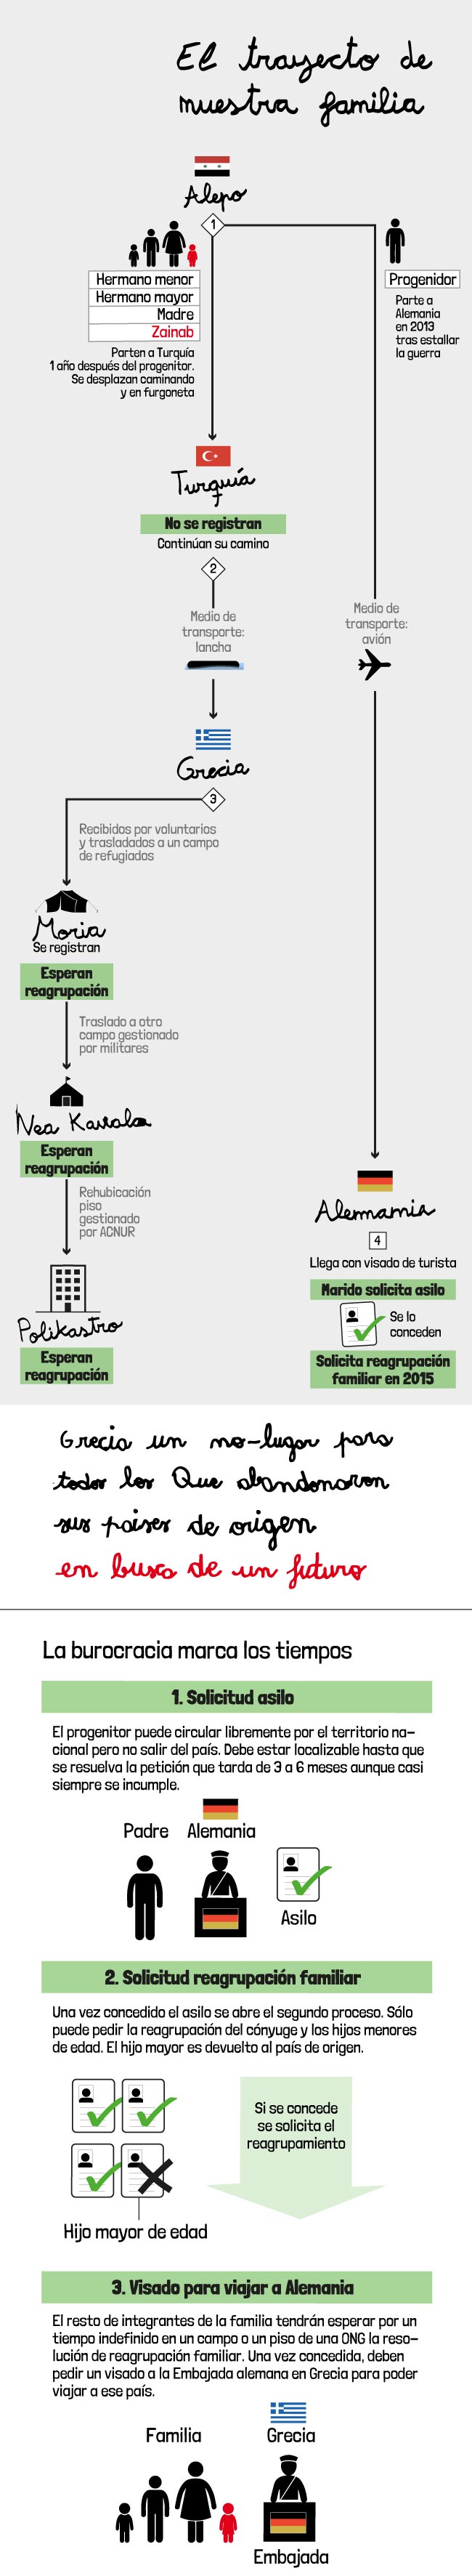 El trayecto de
nuestra familia
Alepo
1
Hermano menor
Hermano mayor
Madre
Zainab
Parten a Turquía
1 año después del progenitor.
Se desplazan caminando
y en furgoneta
Progenidor
Parte a
Alemania
en 2013
tras estallar
la guerra
Turquía
No se registran
Continúan su camino
2
Medio de
transporte:
lancha
Medio de
transporte:
avión
Grecia
3
Recibidos por voluntarios
y trasladados a un campo
de refugiados
Moria
Se registran
Esperan
reagrupación
Traslado a otro
campo gestionado
por militares
Nea Kavala
Esperan
reagrupación
Rehubicación
piso
gestionado
por ACNUR
Polikastro
Esperan
reagrupación
Alemania
4
Llega con visado de turista
Marido solicita asilo
Se lo
conceden
Solicita reagrupación
familiar en 2015
Grecia un no-lugar para
todos los Que abandonaron
sus paises de origen
en busca de un futuro
La burocracia marca los tiempos
1. Solicitud asilo
El progenitor puede circular libremente por el territorio na-
cional pero no salir del país. Debe estar localizable hasta que
se resuelva la petición que tarda de 3 a 6 meses aunque casi
siempre se incumple.
Padre Alemania
Asilo
2. Solicitud reagrupación familiar
Una vez concedido el asilo se abre el segundo proceso. Sólo
puede pedir la reagrupación del cónyuge y los hijos menores
de edad. El hijo mayor es devuelto al país de origen.
Si se concede
se solicita el
reagrupamiento
Hijo mayor de edad
3. Visado para viajar a Alemania
El resto de integrantes de la familia tendrán esperar por un
tiempo indefinido en un campo o un piso de una ONG la reso-
lución de reagrupación familiar. Una vez concedida, deben
pedir un visado a la Embajada alemana en Grecia para poder
viajar a ese país.
Familia Grecia
Embajada